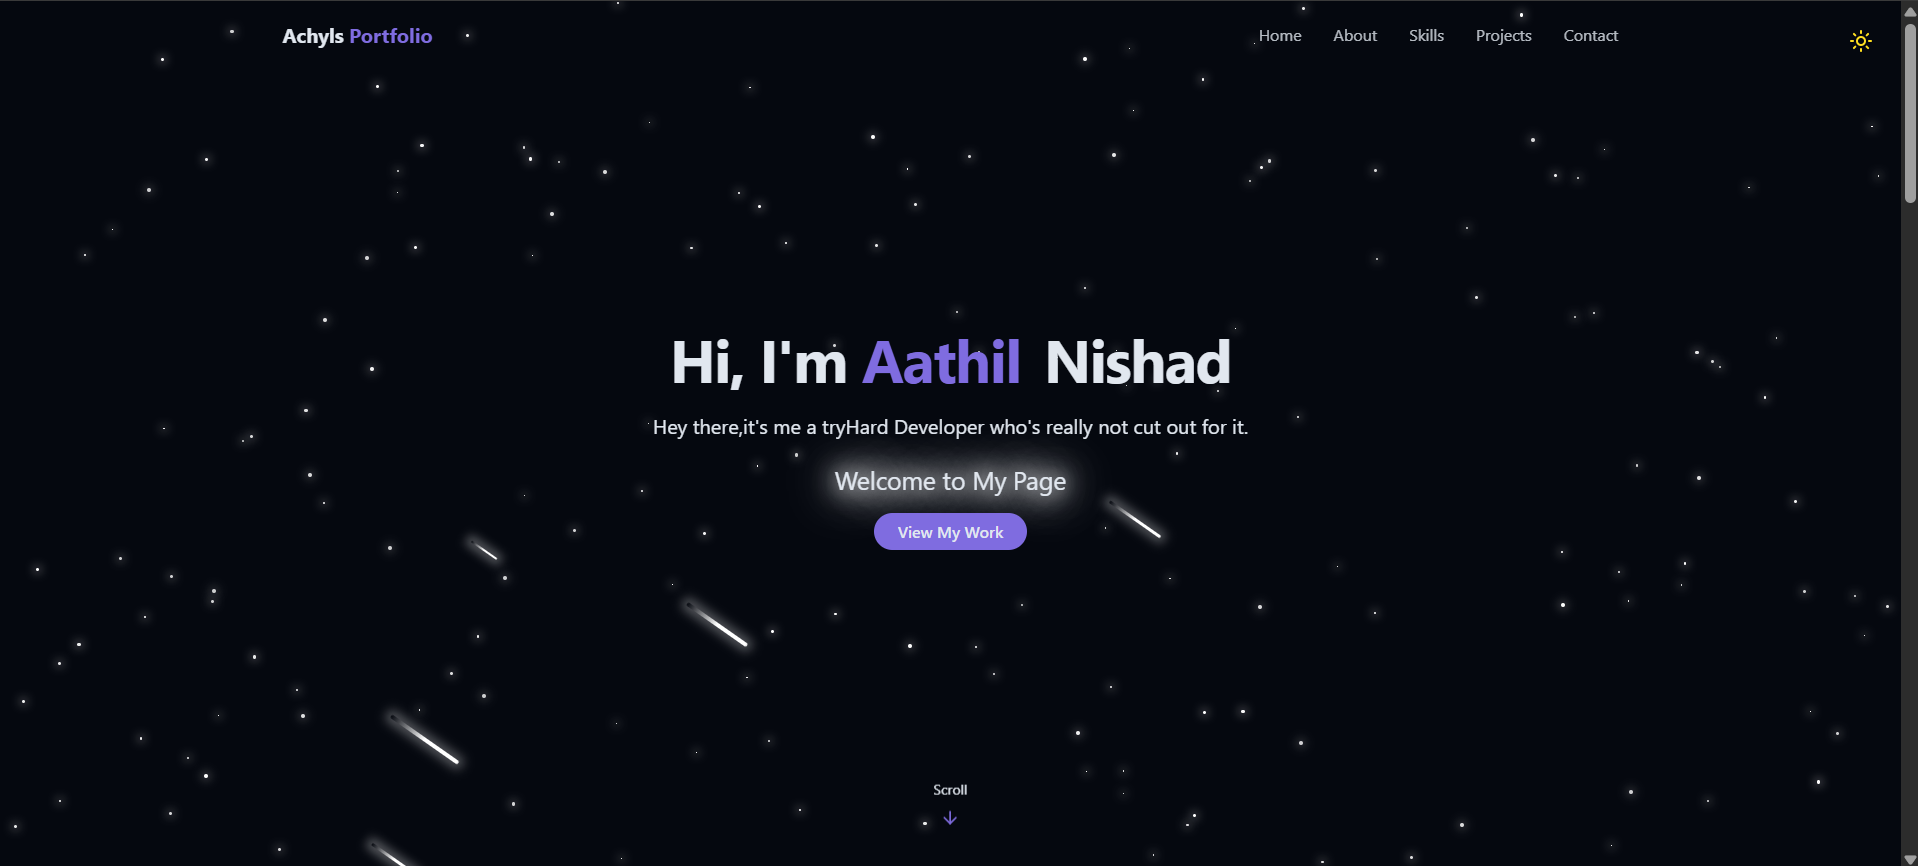 Achyls Portfolio
Home About Skills Projects Contact
Hi, I'm Aathil Nishad
Hey there,it's me a tryHard Developer who's really not cut out for it.
Welcome to My Page
View My Work
Scroll